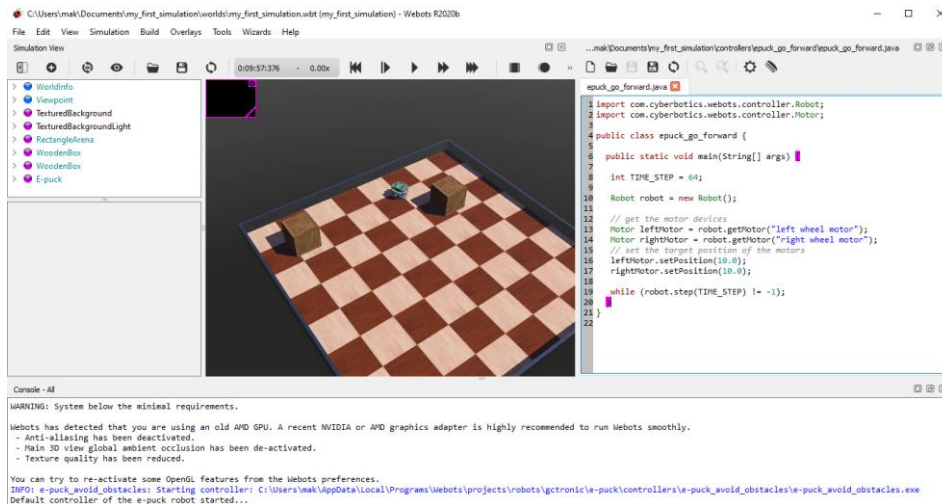 C:\Users\mak\Documents\my_first_simulation\worlds\my_first_simulation.wbt (my_first_simulation) - Webots R2020b
File Edit View Simulation Build Overlays Tools Wizards Help
Simulation View
...mak\Documents\my_first_simulation\controllers\epuck_go_forward\epuck_go_forward.java
0:09:57:376 - 0.00x
WorldInfo
Viewpoint
TexturedBackground
TexturedBackgroundLight
RectangleArena
WoodenBox
WoodenBox
E-puck
epuck_go_forward.java
1 import com.cyberbotics.webots.controller.Robot;
2 import com.cyberbotics.webots.controller.Motor;
3
4 public class epuck_go_forward {
5
6 public static void main(String[] args) {
7
8 int TIME_STEP = 64;
9
10 Robot robot = new Robot();
11
12 // get the motor devices
13 Motor leftMotor = robot.getMotor("left wheel motor");
14 Motor rightMotor = robot.getMotor("right wheel motor");
15 // set the target position of the motors
16 leftMotor.setPosition(10.0);
17 rightMotor.setPosition(10.0);
18
19 while (robot.step(TIME_STEP) != -1);
20 }
21 }
22
Console - All
WARNING: System below the minimal requirements.
Webots has detected that you are using an old AMD GPU. A recent NVIDIA or AMD graphics adapter is highly recommended to run Webots smoothly.
- Anti-aliasing has been deactivated.
- Main 3D view global ambient occlusion has been de-activated.
- Texture quality has been reduced.
You can try to re-activate some OpenGL features from the Webots preferences.
INFO: e-puck_avoid_obstacles: Starting controller: C:\Users\mak\AppData\Local\Programs\Webots\projects\robots\gctronic\e-puck\controllers\e-puck_avoid_obstacles\e-puck_avoid_obstacles.exe
Default controller of the e-puck robot started...